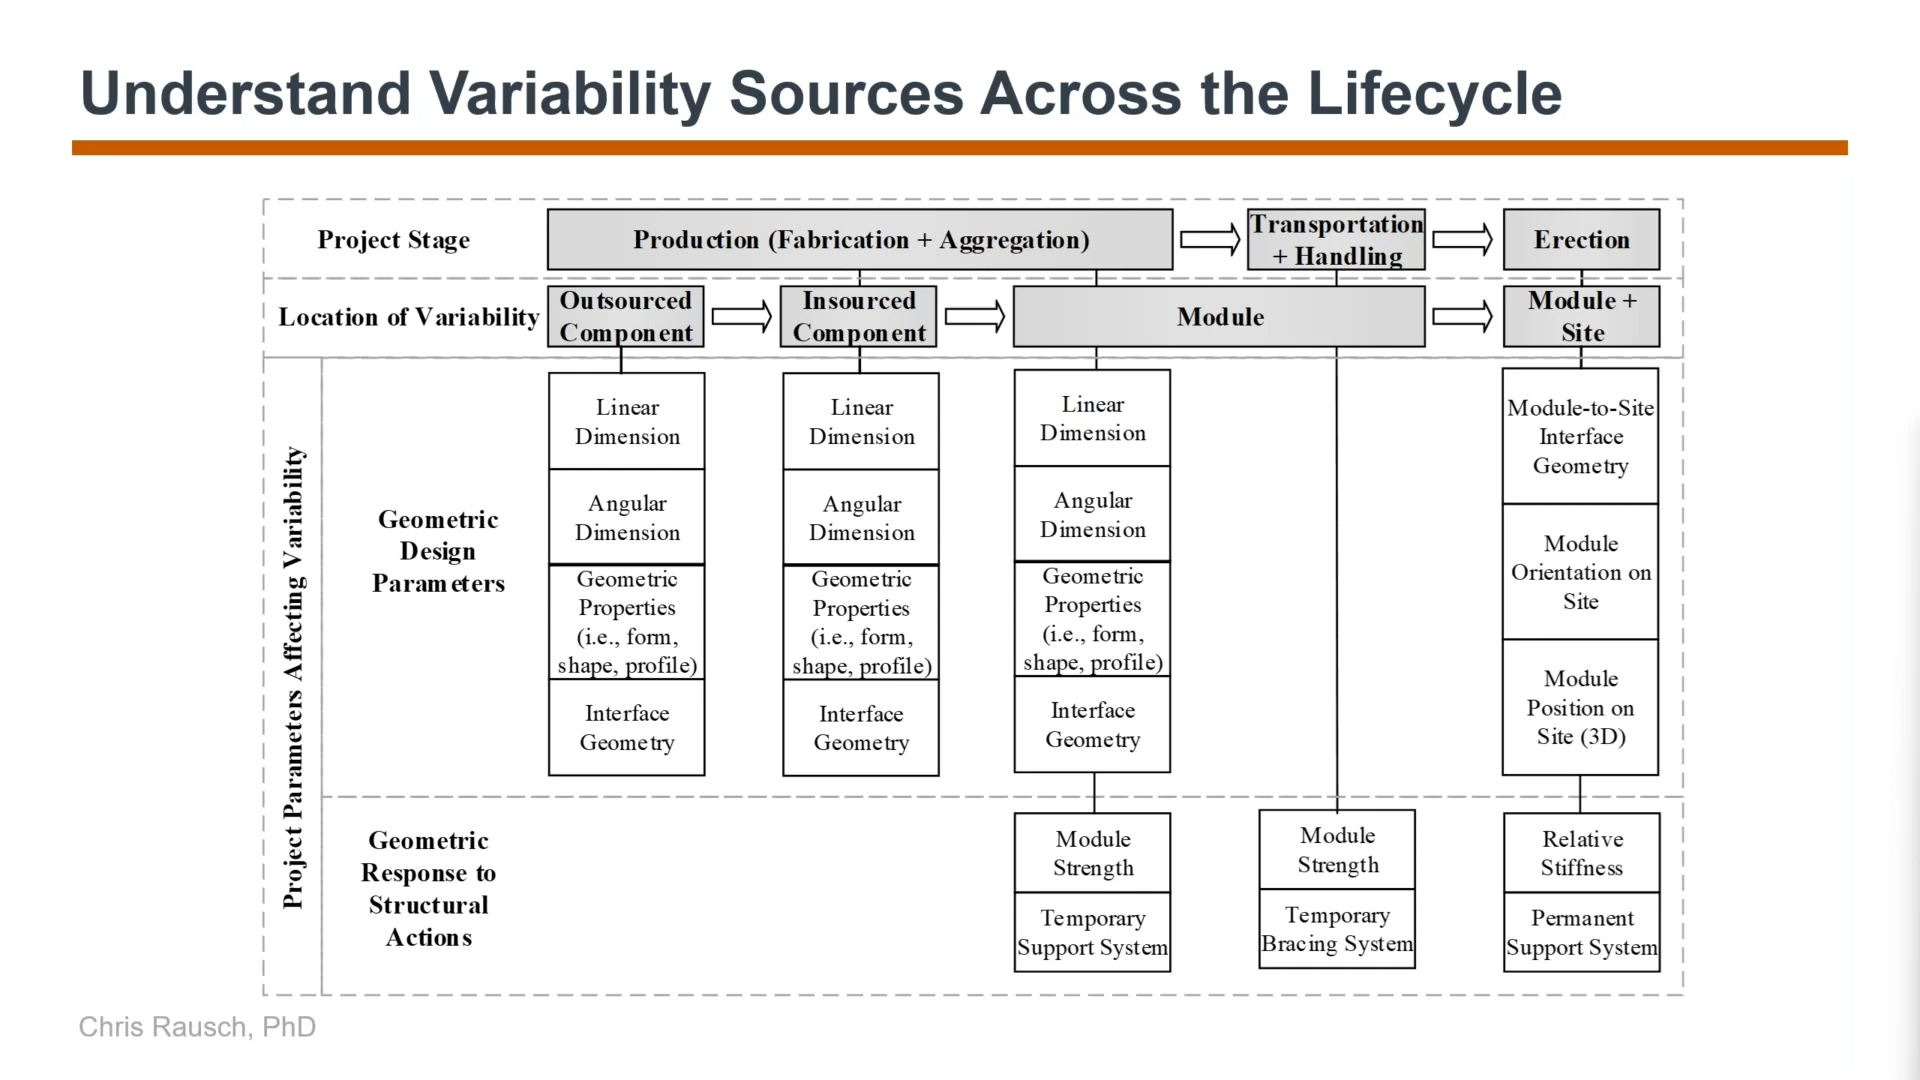 Understand Variability Sources Across the Lifecycle
Project Stage
Production (Fabrication + Aggregation)
Transportation
+ Handling
Erection
Location of Variability
Outsourced
Component
Insourced
Component
Module
Module +
Site
Project Parameters Affecting Variability
Geometric
Design
Parameters
Linear
Dimension
Angular
Dimension
Geometric
Properties
(i.e., form,
shape, profile)
Interface
Geometry
Linear
Dimension
Angular
Dimension
Geometric
Properties
(i.e., form,
shape, profile)
Interface
Geometry
Linear
Dimension
Angular
Dimension
Geometric
Properties
(i.e., form,
shape, profile)
Interface
Geometry
Module-to-Site
Interface
Geometry
Module
Orientation on
Site
Module
Position on
Site (3D)
Geometric
Response to
Structural
Actions
Module
Strength
Temporary
Support System
Module
Strength
Temporary
Bracing System
Relative
Stiffness
Permanent
Support System
Chris Rausch, PhD